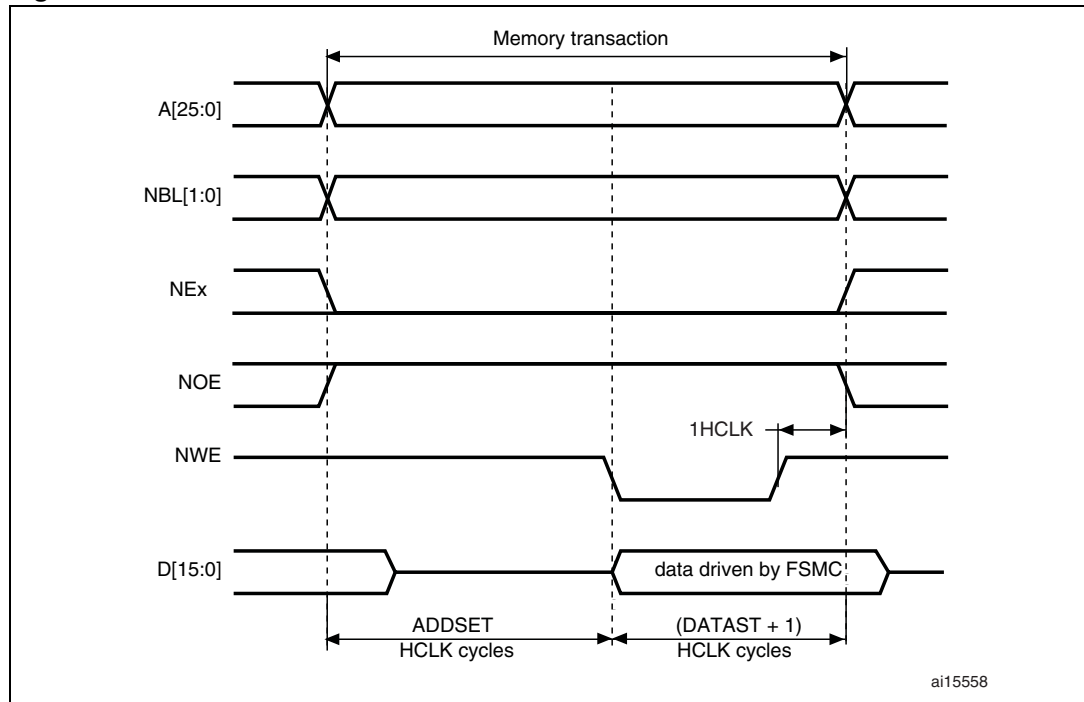 Memory transaction
A[25:0]
NBL[1:0]
NEx
NOE
1HCLK
NWE
D[15:0]
data driven by FSMC
ADDSET
HCLK cycles
(DATAST + 1)
HCLK cycles
ai15558